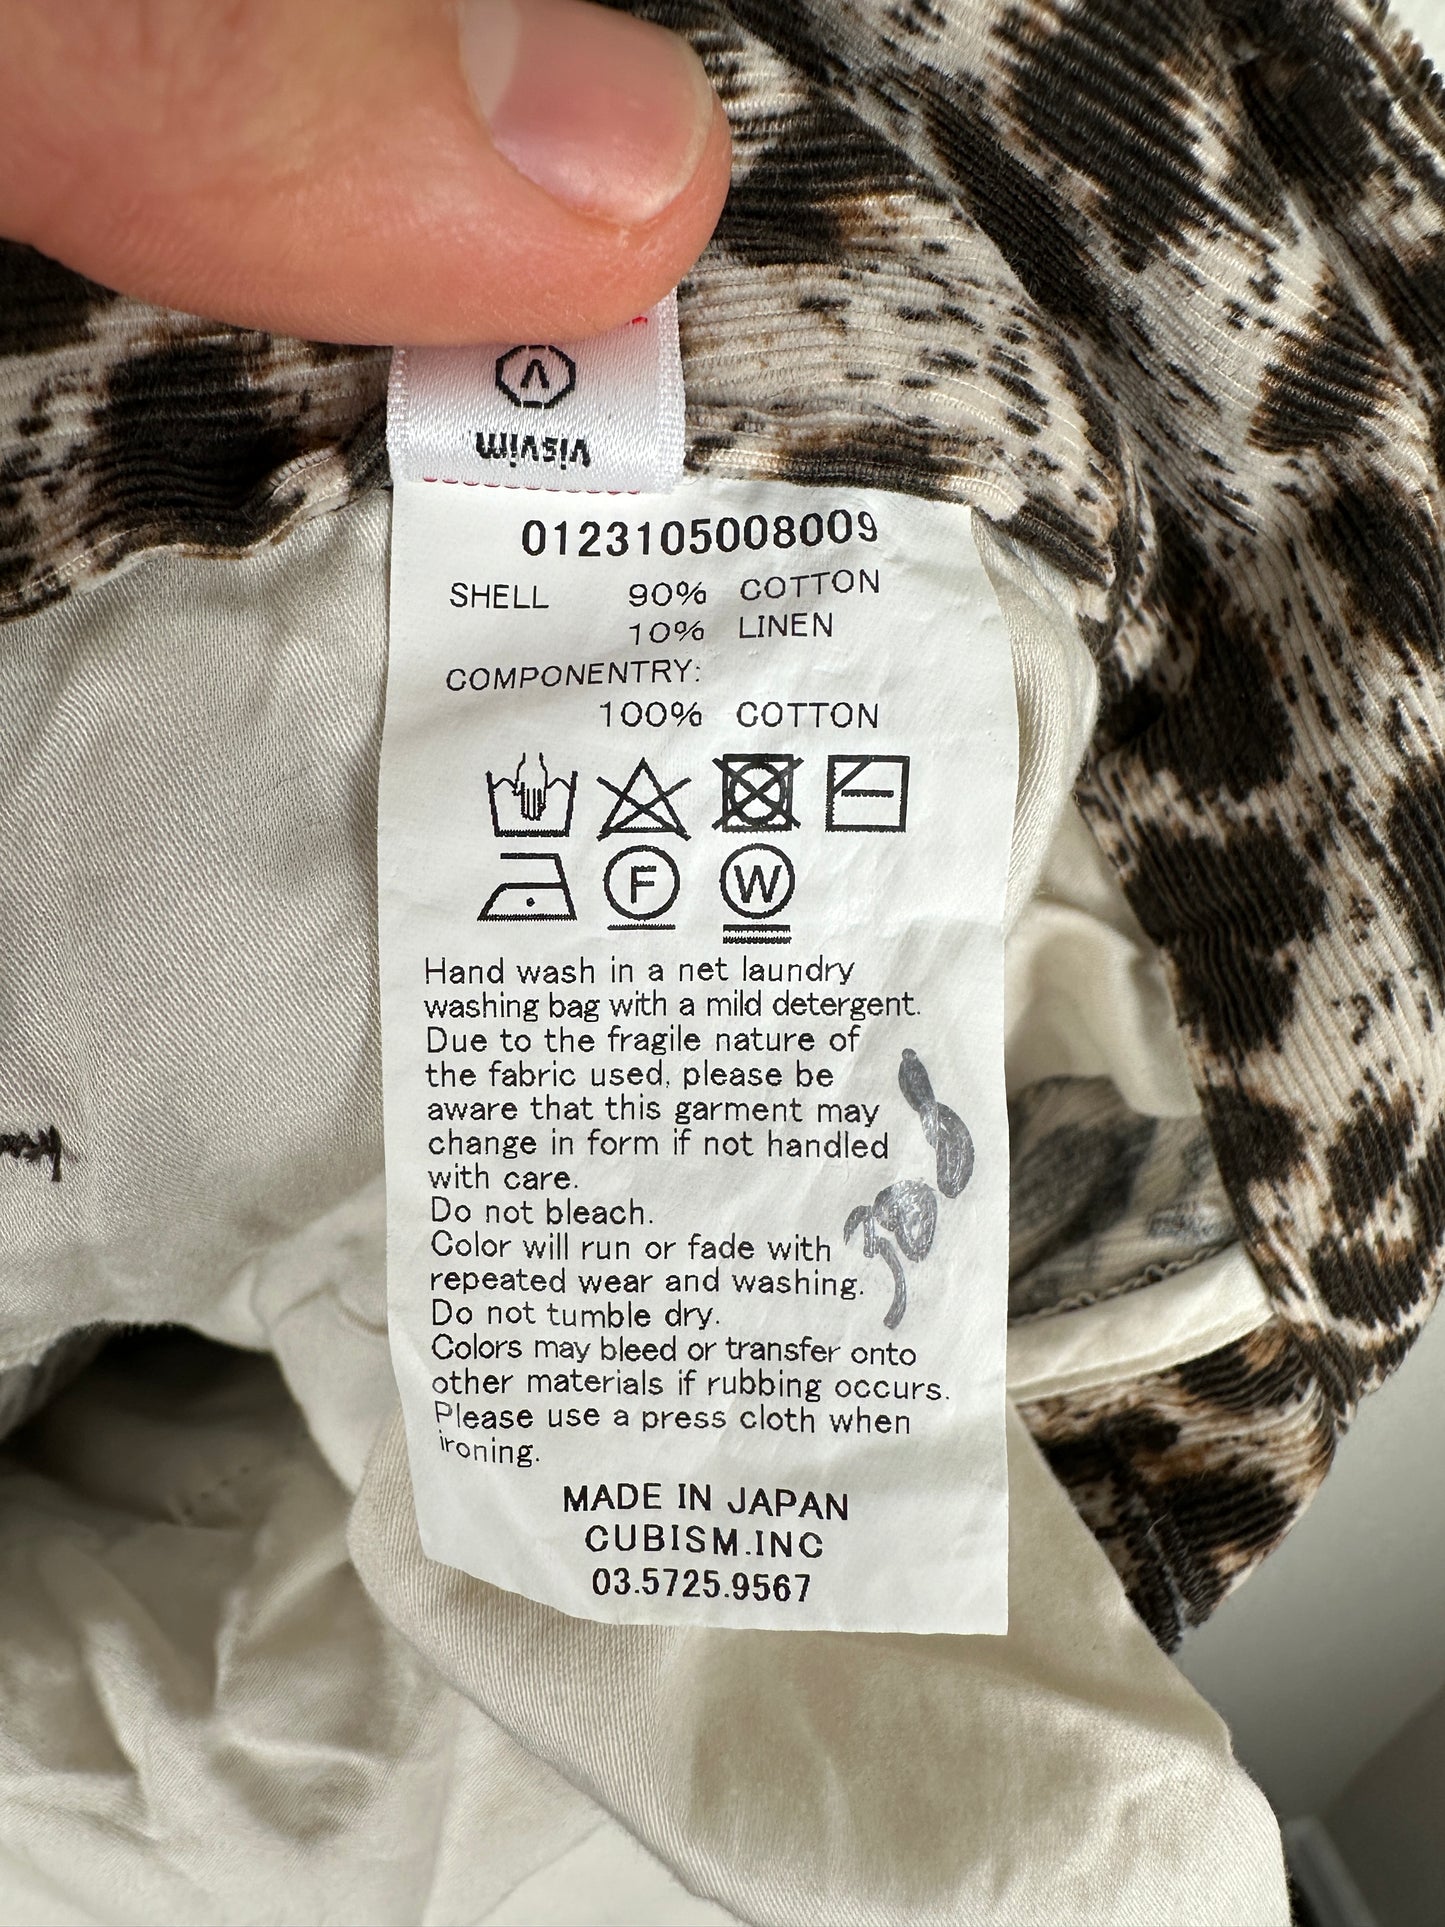 visvim
0123105008009
SHELL 90% COTTON
10% LINEN
COMPONENTRY:
100% COTTON
F W
Hand wash in a net laundry
washing bag with a mild detergent.
Due to the fragile nature of
the fabric used, please be
aware that this garment may
change in form if not handled
with care.
Do not bleach.
Color will run or fade with
repeated wear and washing.
Do not tumble dry.
Colors may bleed or transfer onto
other materials if rubbing occurs.
Please use a press cloth when
ironing.
MADE IN JAPAN
CUBISM.INC
03.5725.9567